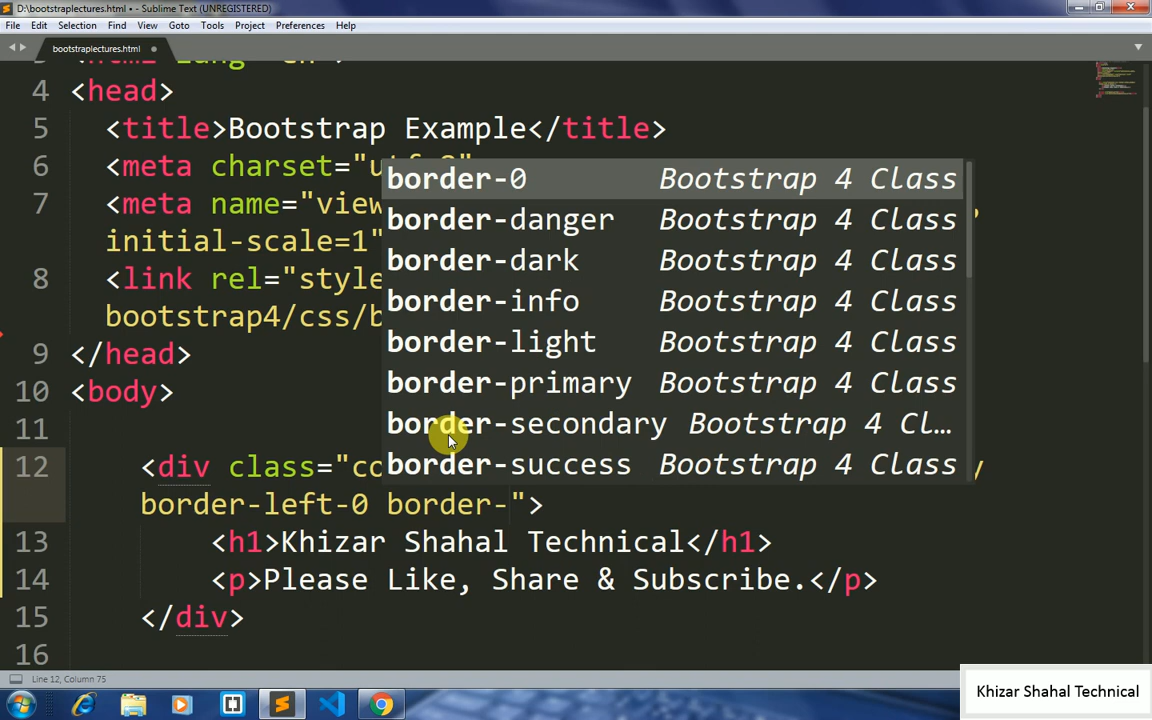 D:\bootstraplectures.html • - Sublime Text (UNREGISTERED)
File Edit Selection Find View Goto Tools Project Preferences Help
bootstraplectures.html
4 <head>
5 <title>Bootstrap Example</title>
6 <meta charset="utf-8"
7 <meta name="view
initial-scale=1"
8 <link rel="style
bootstrap4/css/b
9 </head>
10 <body>
11
12 <div class="co
border-left-0 border-">
13 <h1>Khizar Shahal Technical</h1>
14 <p>Please Like, Share & Subscribe.</p>
15 </div>
16
border-0 Bootstrap 4 Class
border-danger Bootstrap 4 Class
border-dark Bootstrap 4 Class
border-info Bootstrap 4 Class
border-light Bootstrap 4 Class
border-primary Bootstrap 4 Class
border-secondary Bootstrap 4 Cl…
border-success Bootstrap 4 Class
Line 12, Column 75
Khizar Shahal Technical